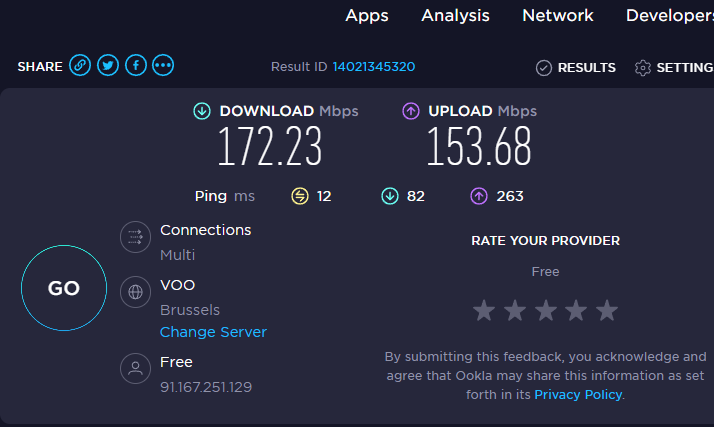 Apps Analysis Network Developers
SHARE Result ID 14021345320 RESULTS SETTING
DOWNLOAD Mbps UPLOAD Mbps
172.23 153.68
Ping ms 12 82 263
Connections
Multi
VOO
Brussels
Change Server
Free
91.167.251.129
GO
RATE YOUR PROVIDER
Free
By submitting this feedback, you acknowledge and
agree that Ookla may share this information as set
forth in its Privacy Policy.